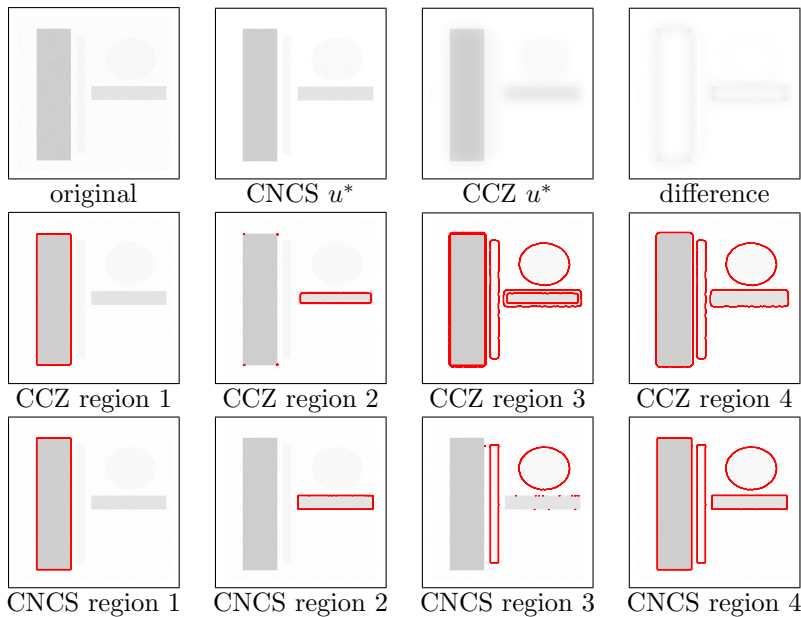 original
CNCS u*
CCZ u*
difference
CCZ region 1
CCZ region 2
CCZ region 3
CCZ region 4
CNCS region 1
CNCS region 2
CNCS region 3
CNCS region 4